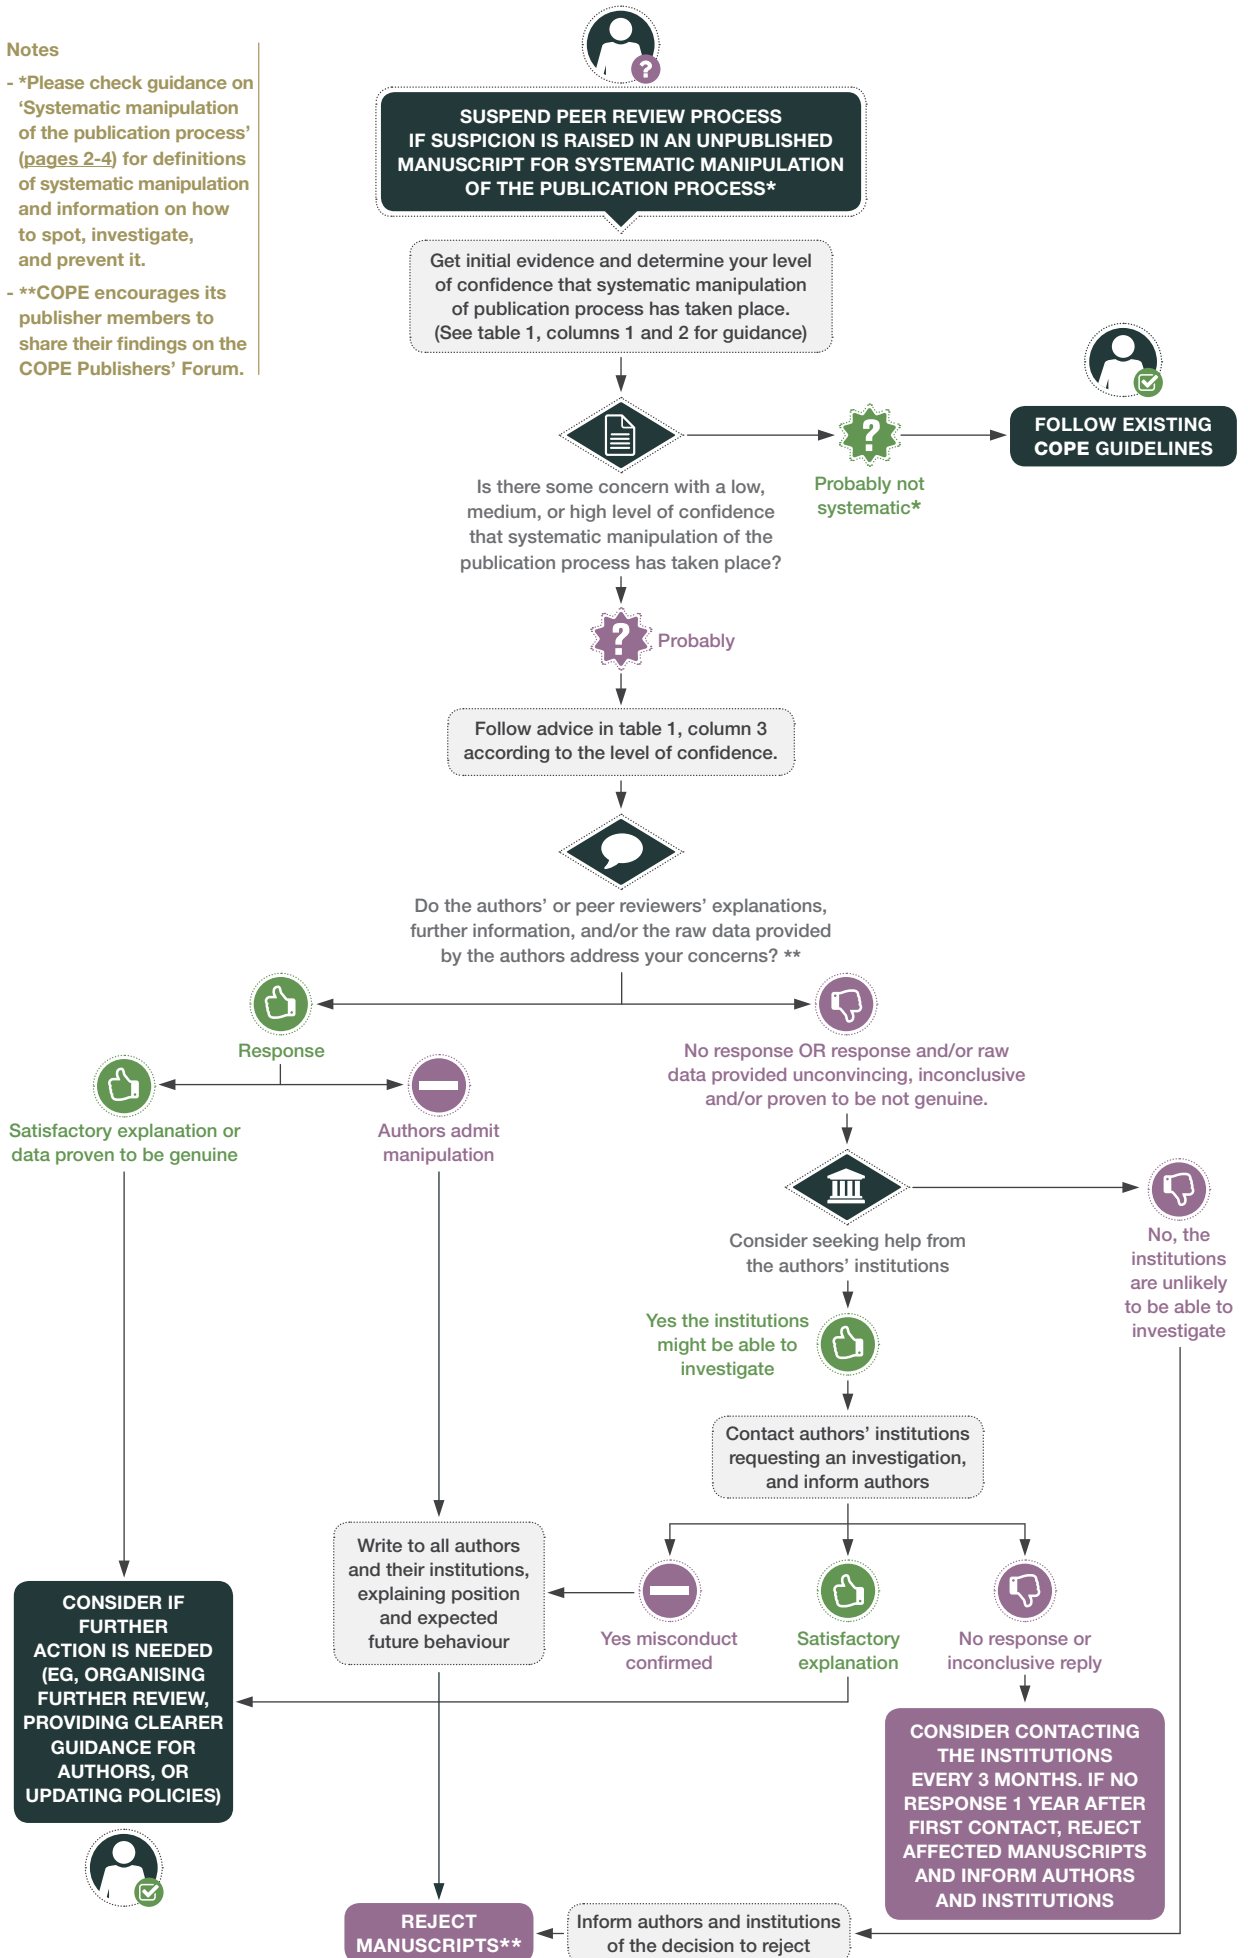 Notes
- *Please check guidance on
‘Systematic manipulation
of the publication process’
(pages 2-4) for definitions
of systematic manipulation
and information on how
to spot, investigate,
and prevent it.
- **COPE encourages its
publisher members to
share their findings on the
COPE Publishers’ Forum.
?
SUSPEND PEER REVIEW PROCESS
IF SUSPICION IS RAISED IN AN UNPUBLISHED
MANUSCRIPT FOR SYSTEMATIC MANIPULATION
OF THE PUBLICATION PROCESS*
Get initial evidence and determine your level
of confidence that systematic manipulation
of publication process has taken place.
(See table 1, columns 1 and 2 for guidance)
?
Probably not
systematic*
FOLLOW EXISTING
COPE GUIDELINES
Is there some concern with a low,
medium, or high level of confidence
that systematic manipulation of the
publication process has taken place?
?
Probably
Follow advice in table 1, column 3
according to the level of confidence.
Do the authors’ or peer reviewers’ explanations,
further information, and/or the raw data provided
by the authors address your concerns? **
Response
No response OR response and/or raw
data provided unconvincing, inconclusive
and/or proven to be not genuine.
Satisfactory explanation or
data proven to be genuine
Authors admit
manipulation
Consider seeking help from
the authors’ institutions
No, the
institutions
are unlikely
to be able to
investigate
Yes the institutions
might be able to
investigate
Contact authors’ institutions
requesting an investigation,
and inform authors
Write to all authors
and their institutions,
explaining position
and expected
future behaviour
Yes misconduct
confirmed
Satisfactory
explanation
No response or
inconclusive reply
CONSIDER IF
FURTHER
ACTION IS NEEDED
(EG, ORGANISING
FURTHER REVIEW,
PROVIDING CLEARER
GUIDANCE FOR
AUTHORS, OR
UPDATING POLICIES)
CONSIDER CONTACTING
THE INSTITUTIONS
EVERY 3 MONTHS. IF NO
RESPONSE 1 YEAR AFTER
FIRST CONTACT, REJECT
AFFECTED MANUSCRIPTS
AND INFORM AUTHORS
AND INSTITUTIONS
REJECT
MANUSCRIPTS**
Inform authors and institutions
of the decision to reject